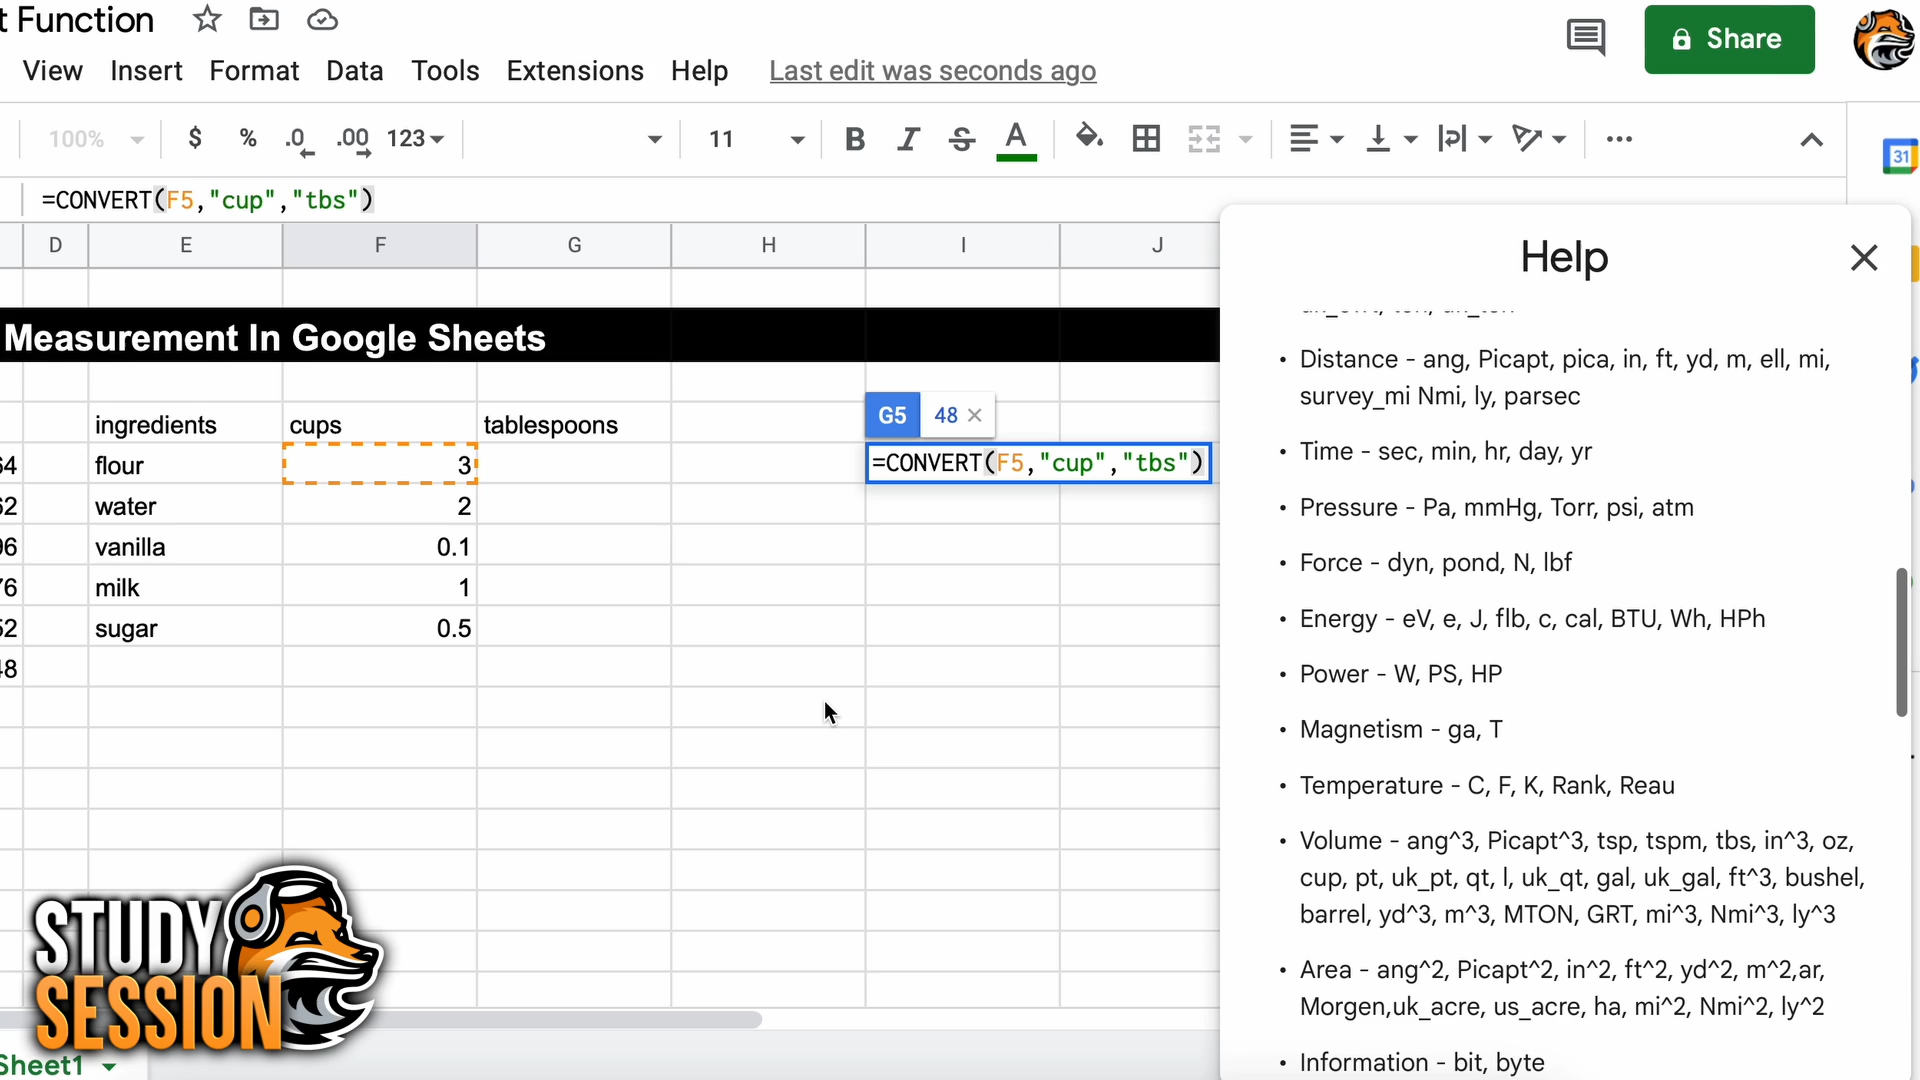 t Function
Share
View Insert Format Data Tools Extensions Help Last edit was seconds ago
100% $ % .0 .00 123 11 B I S A
31
=CONVERT(F5,"cup","tbs")
D E F G H I J
Help
Measurement In Google Sheets
ingredients cups tablespoons
G5 48
64 flour 3
=CONVERT(F5,"cup","tbs")
62 water 2
96 vanilla 0.1
76 milk 1
52 sugar 0.5
48
• Distance - ang, Picapt, pica, in, ft, yd, m, ell, mi,
survey_mi Nmi, ly, parsec
• Time - sec, min, hr, day, yr
• Pressure - Pa, mmHg, Torr, psi, atm
• Force - dyn, pond, N, lbf
• Energy - eV, e, J, flb, c, cal, BTU, Wh, HPh
• Power - W, PS, HP
• Magnetism - ga, T
• Temperature - C, F, K, Rank, Reau
• Volume - ang^3, Picapt^3, tsp, tspm, tbs, in^3, oz,
cup, pt, uk_pt, qt, l, uk_qt, gal, uk_gal, ft^3, bushel,
barrel, yd^3, m^3, MTON, GRT, mi^3, Nmi^3, ly^3
• Area - ang^2, Picapt^2, in^2, ft^2, yd^2, m^2,ar,
Morgen,uk_acre, us_acre, ha, mi^2, Nmi^2, ly^2
• Information - bit, byte
STUDY
SESSION
Sheet1